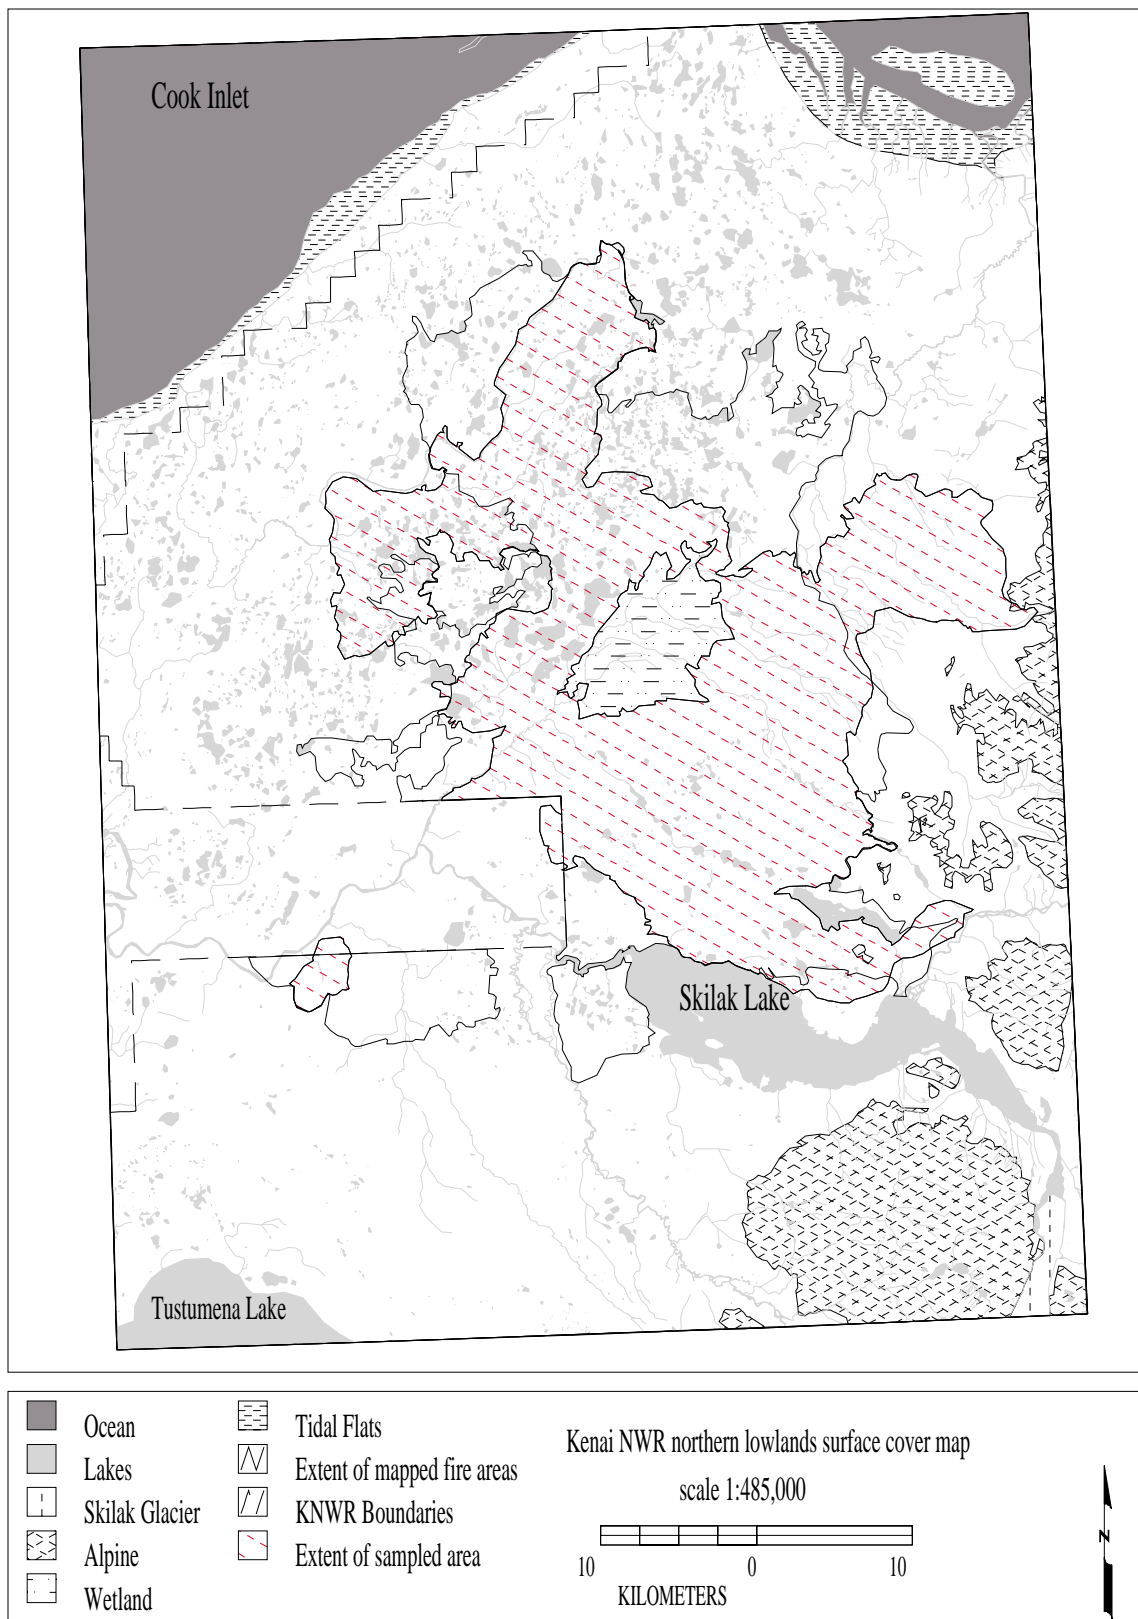 Cook Inlet
Skilak Lake
Tustumena Lake
Ocean
Lakes
Skilak Glacier
Alpine
Wetland
Tidal Flats
Extent of mapped fire areas
KNWR Boundaries
Extent of sampled area
Kenai NWR northern lowlands surface cover map
scale 1:485,000
10 0 10
KILOMETERS
N